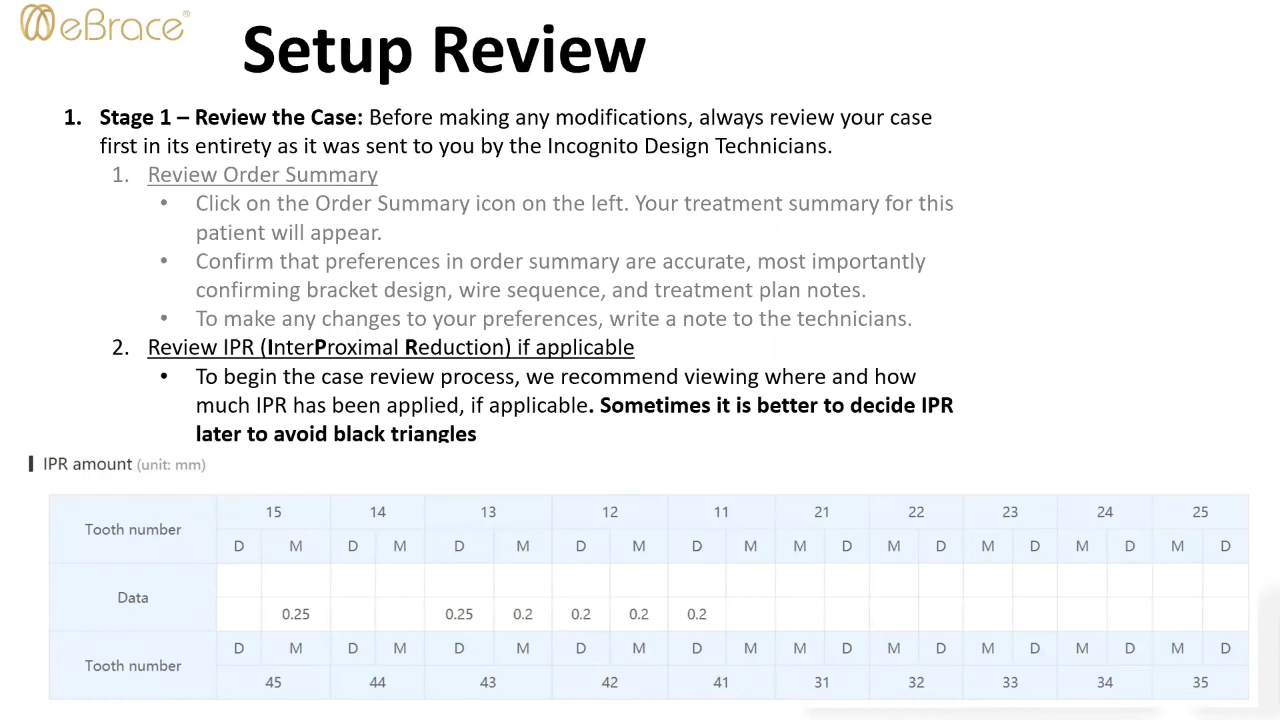 eBrace®
Setup Review
1. Stage 1 – Review the Case: Before making any modifications, always review your case
first in its entirety as it was sent to you by the Incognito Design Technicians.
1. Review Order Summary
• Click on the Order Summary icon on the left. Your treatment summary for this
patient will appear.
• Confirm that preferences in order summary are accurate, most importantly
confirming bracket design, wire sequence, and treatment plan notes.
• To make any changes to your preferences, write a note to the technicians.
2. Review IPR (InterProximal Reduction) if applicable
• To begin the case review process, we recommend viewing where and how
much IPR has been applied, if applicable. Sometimes it is better to decide IPR
later to avoid black triangles
IPR amount (unit: mm)
Tooth number 15 14 13 12 11 21 22 23 24 25
D M D M D M D M D M M D M D M D M D M D
Data
0.25 0.25 0.2 0.2 0.2 0.2
Tooth number D M D M D M D M D M M D M D M D M D M D
45 44 43 42 41 31 32 33 34 35